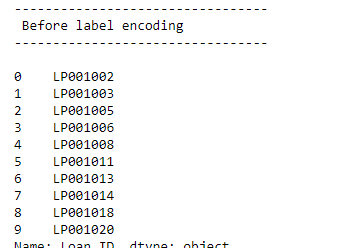 ---------------------------------
Before label encoding
---------------------------------
0    LP001002
1    LP001003
2    LP001005
3    LP001006
4    LP001008
5    LP001011
6    LP001013
7    LP001014
8    LP001018
9    LP001020
Name: Loan_ID, dtype: object